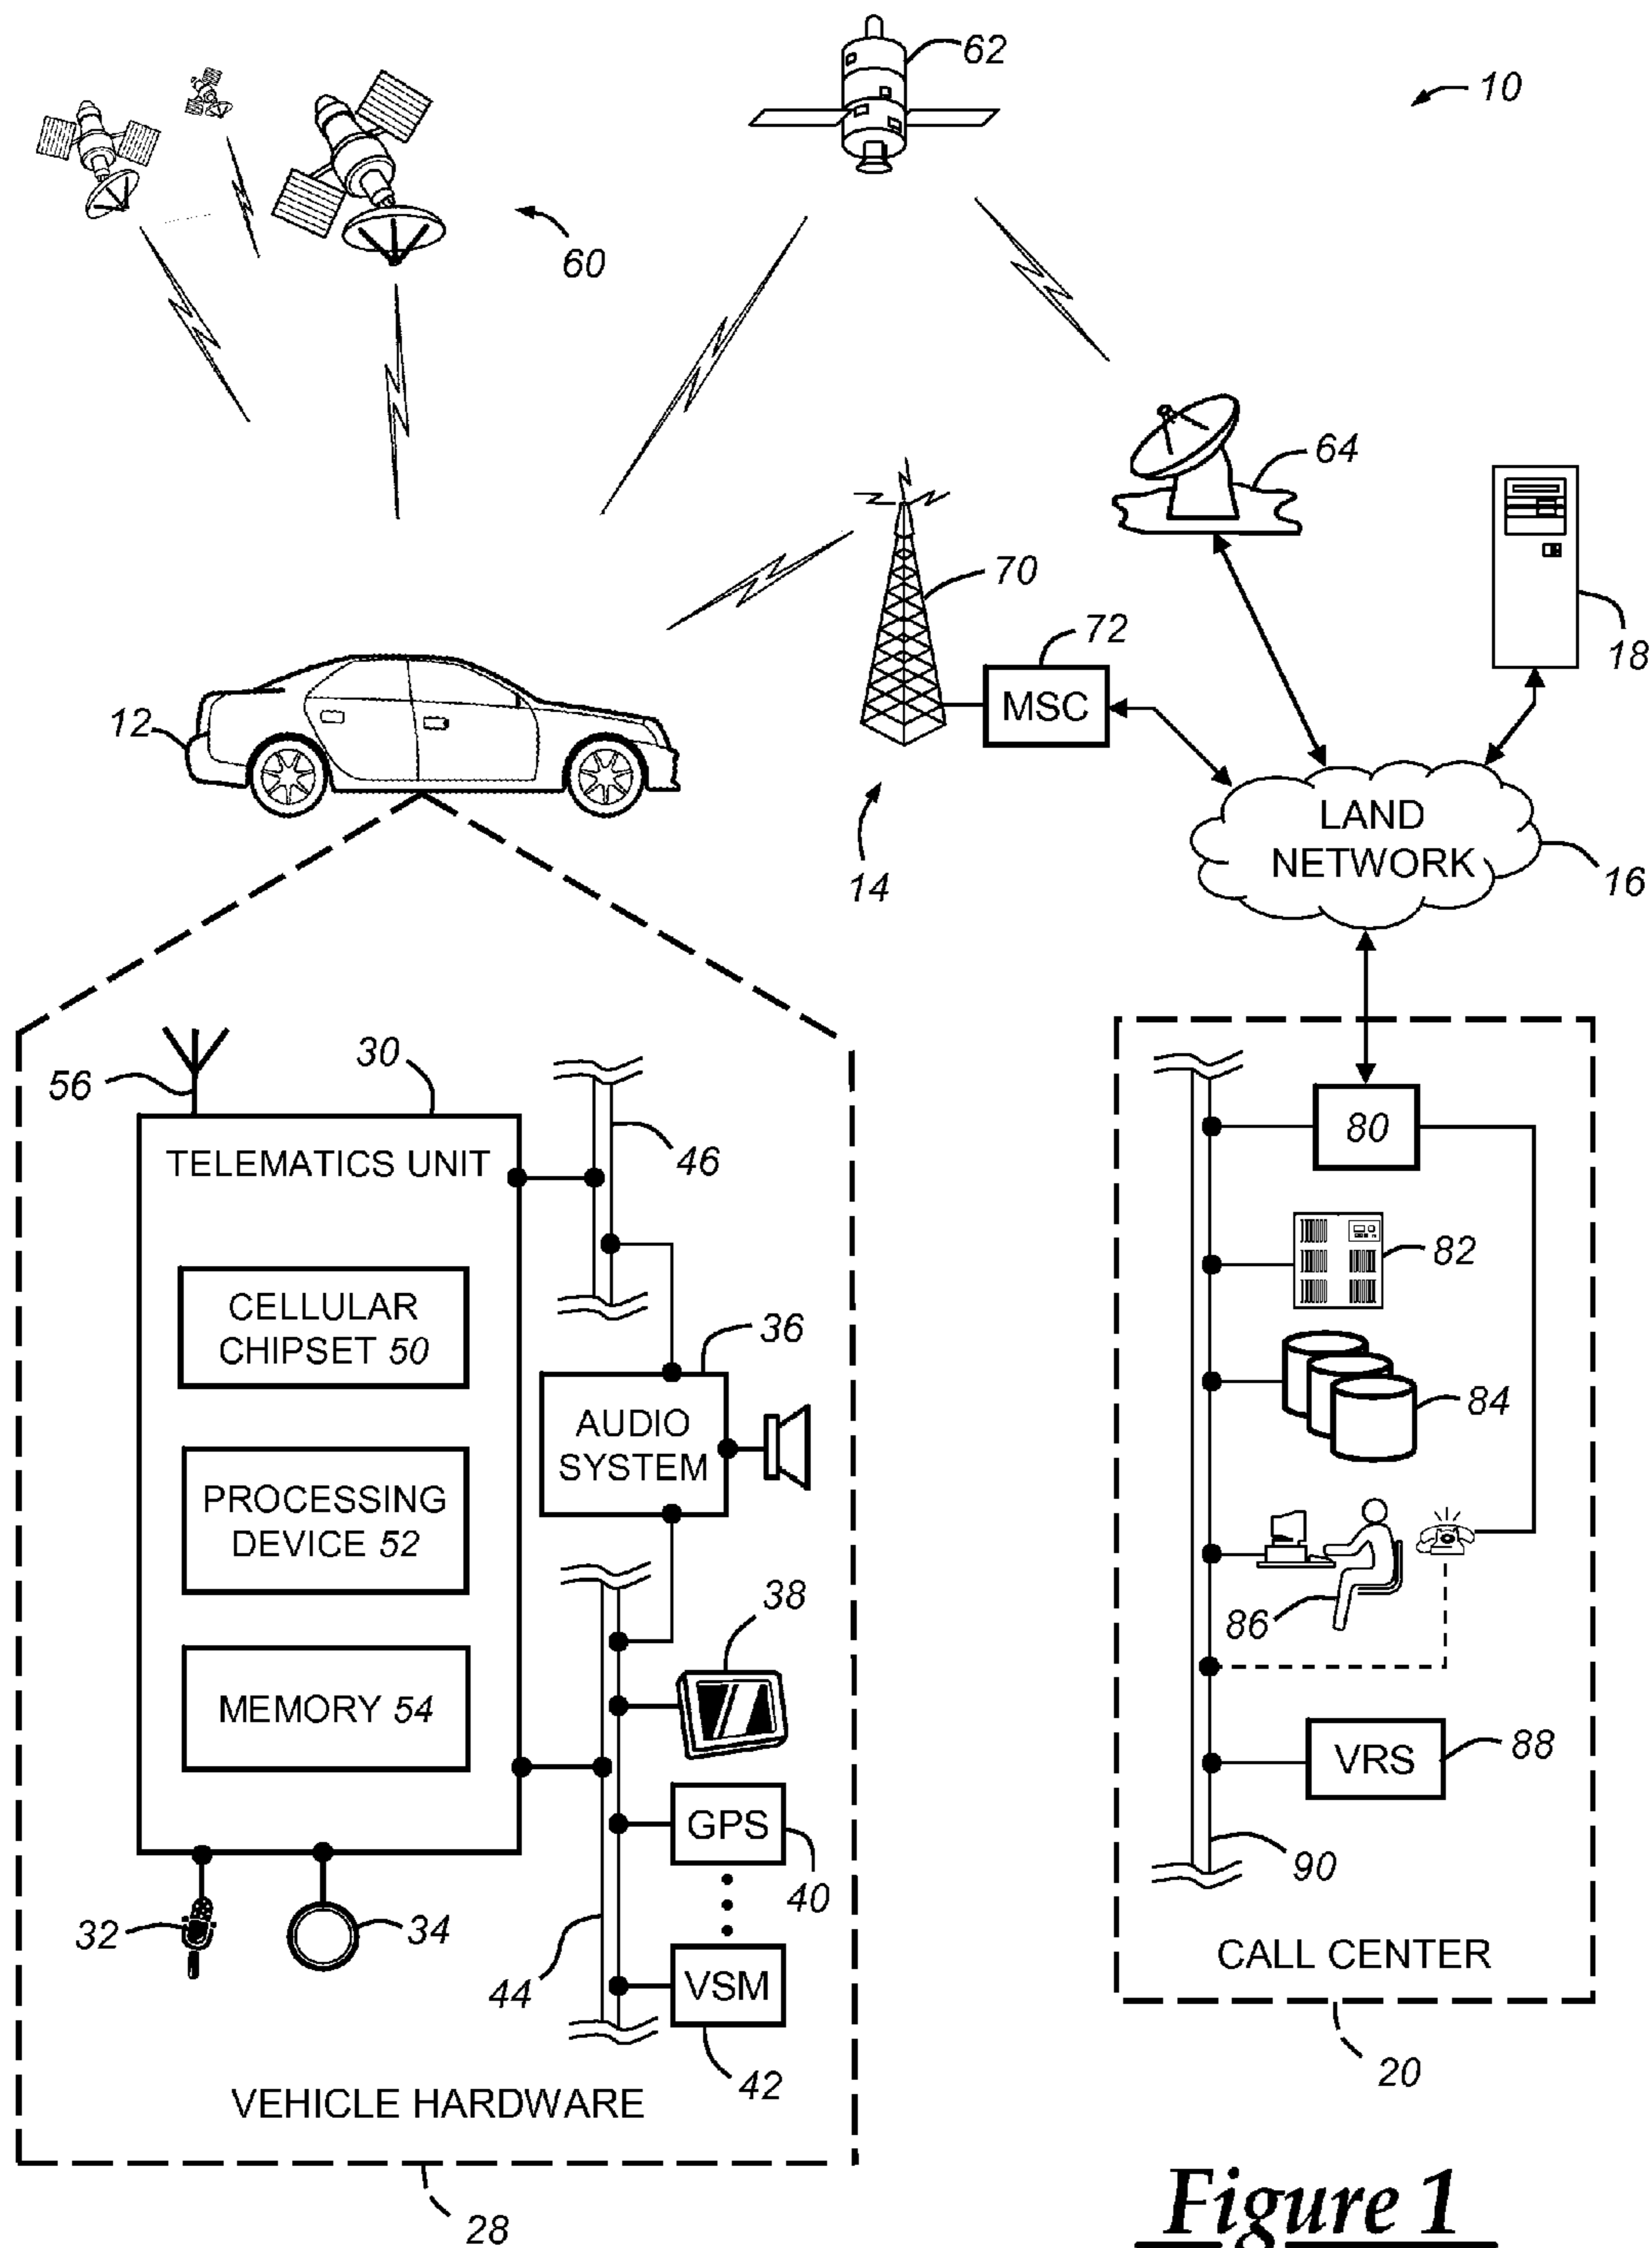 62
10
60
64
18
70
72
MSC
12
14
LAND
NETWORK
16
56
30
TELEMATICS UNIT
46
CELLULAR
CHIPSET 50
36
AUDIO
SYSTEM
PROCESSING
DEVICE 52
38
MEMORY 54
GPS
40
32
34
44
VSM
42
VEHICLE HARDWARE
28
80
82
84
86
VRS
88
90
CALL CENTER
20
Figure 1